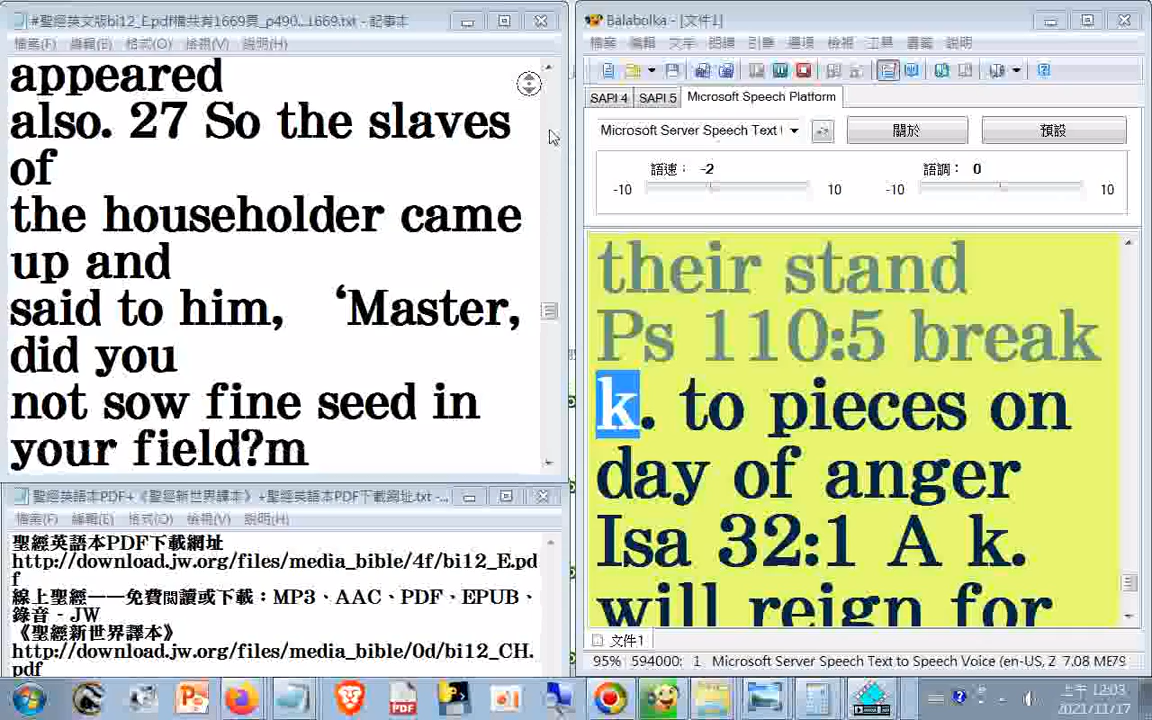 #聖經英文版bi12_E.pdf檔共有1669頁_p490...1669.txt - 記事本
檔案(F) 編輯(E) 格式(O) 檢視(V) 說明(H)
appeared
also. 27 So the slaves
of
the householder came
up and
said to him, ‘Master,
did you
not sow fine seed in
your field?m
聖經英語本PDF+《聖經新世界譯本》+聖經英語本PDF下載網址.txt -...
檔案(F) 編輯(E) 格式(O) 檢視(V) 說明(H)
聖經英語本PDF下載網址
http://download.jw.org/files/media_bible/4f/bi12_E.pd
f
線上聖經——免費閱讀或下載：MP3、AAC、PDF、EPUB、
錄音 - JW
《聖經新世界譯本》
http://download.jw.org/files/media_bible/0d/bi12_CH.
pdf
Balabolka - [文件1]
檔案 編輯 文字 朗讀 引擎 選項 檢視 工具 書籤 說明
SAPI 4 SAPI 5 Microsoft Speech Platform
Microsoft Server Speech Text 關於 預設
語速： -2 語調： 0
-10 10 -10 10
their stand
Ps 110:5 break
k. to pieces on
day of anger
Isa 32:1 A k.
will reign for
文件1
95% 594000: 1 Microsoft Server Speech Text to Speech Voice (en-US, Z 7.08 ME79
上午 12:03
2021/11/17